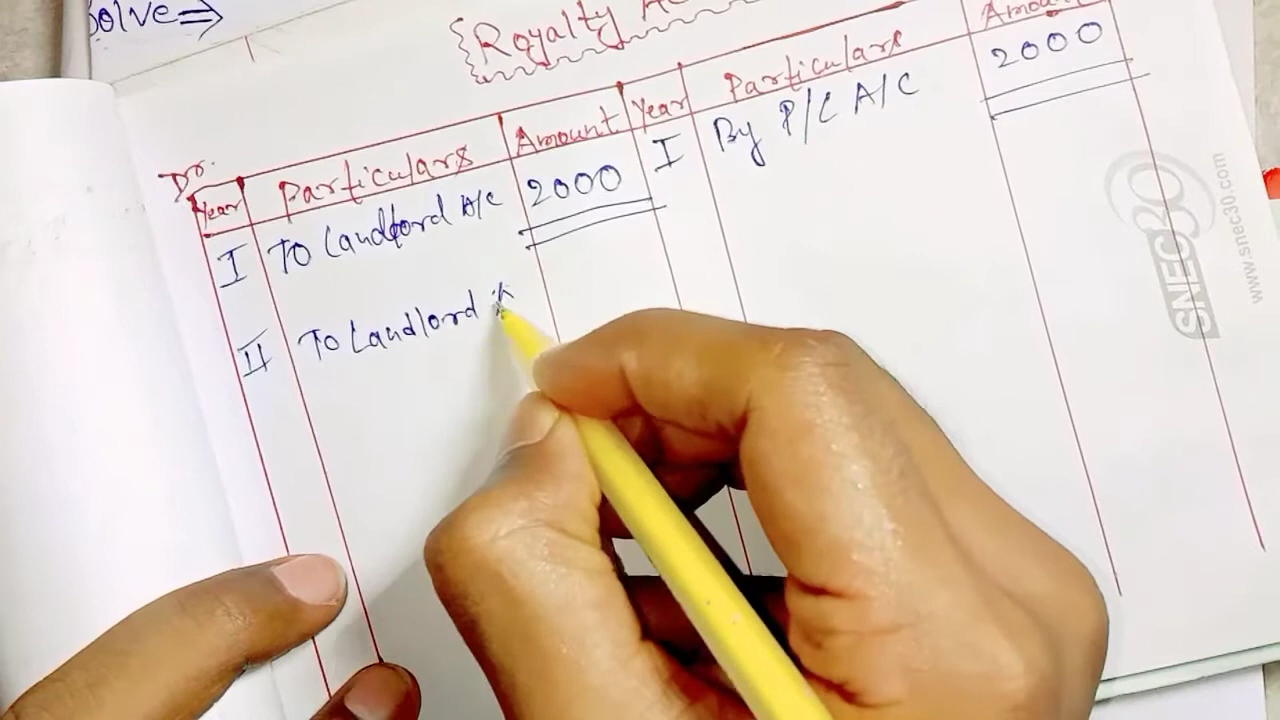 Solve ⇒
Royalty
Dr.
Year Particulars Amount Year Particulars Amount
I To Landlord A/c 2000 I By P/L A/C 2000
II To Landlord
SNEC30
www.snec30.com